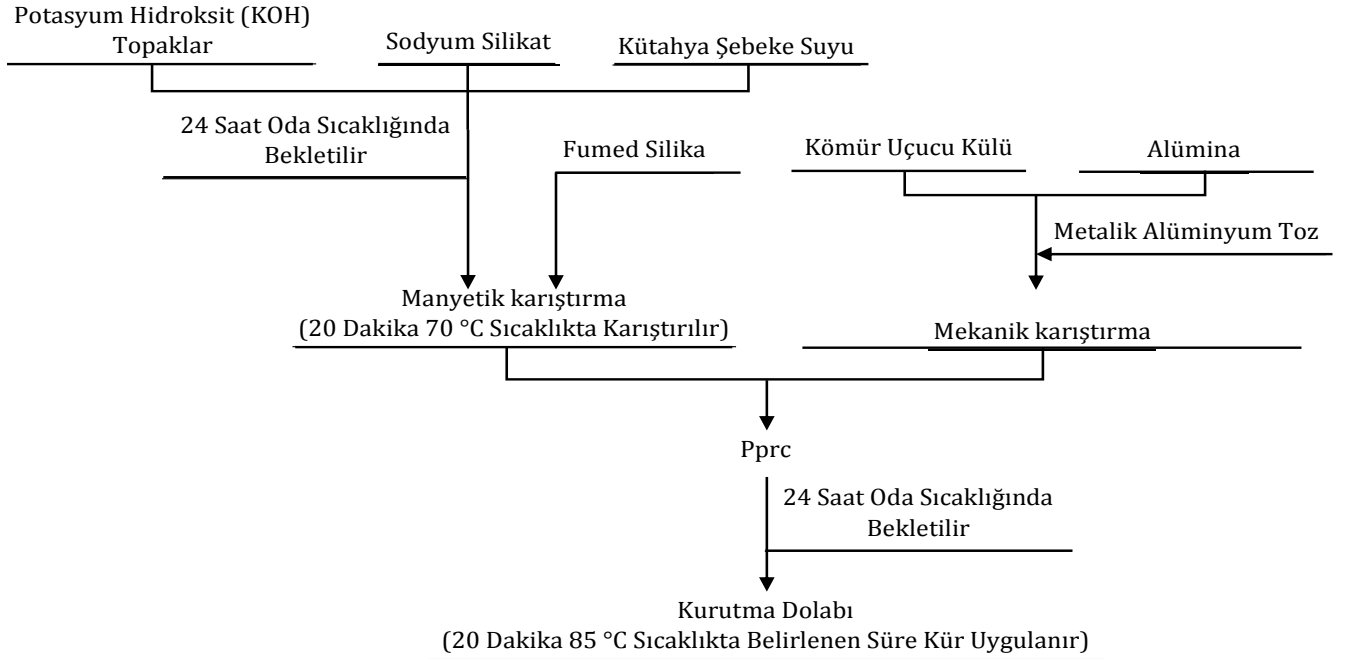 Potasyum Hidroksit (KOH)
Topaklar
Sodyum Silikat
Kütahya Şebeke Suyu
24 Saat Oda Sıcaklığında
Bekletilir
Fumed Silika
Kömür Uçucu Külü
Alümina
Metalik Alüminyum Toz
Manyetik karıştırma
(20 Dakika 70 °C Sıcaklıkta Karıştırılır)
Mekanik karıştırma
Pprc
24 Saat Oda Sıcaklığında
Bekletilir
Kurutma Dolabı
(20 Dakika 85 °C Sıcaklıkta Belirlenen Süre Kür Uygulanır)